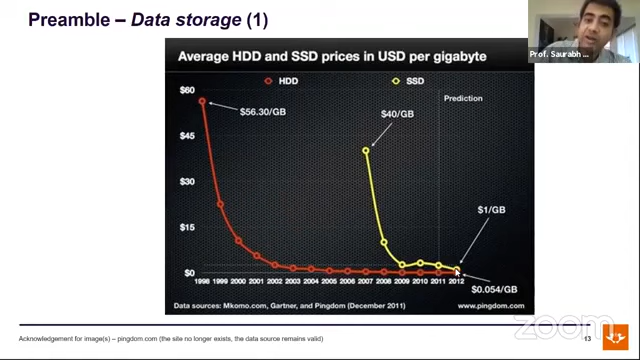 Preamble – Data storage (1)
Prof. Saurabh ...
Average HDD and SSD prices in USD per gigabyte
HDD
SSD
$60
$45
$30
$15
$0
Prediction
$56.30/GB
$40/GB
$1/GB
$0.054/GB
1998 1999 2000 2001 2002 2003 2004 2005 2006 2007 2008 2009 2010 2011 2012
Data sources: Mkomo.com, Gartner, and Pingdom (December 2011)
www.pingdom.com
zoom
Acknowledgement for image(s) – pingdom.com (the sile no longer exists, the data source remains valid)
13